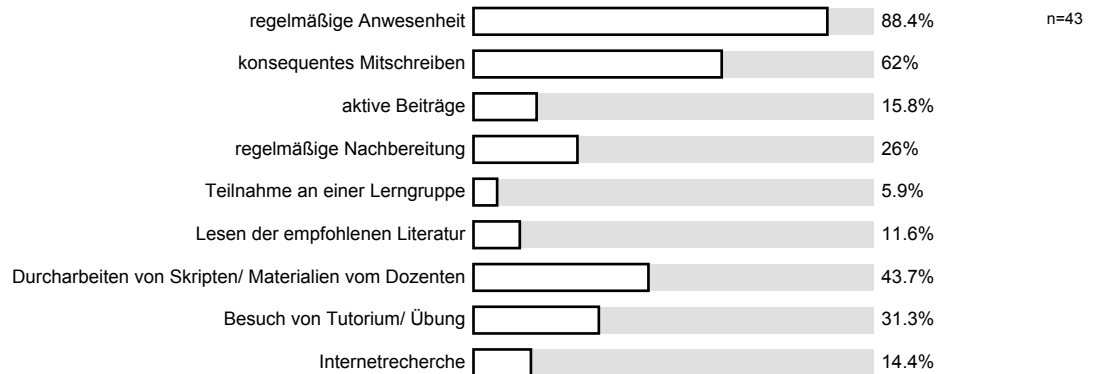 regelmäßige Anwesenheit 88.4% n=43
konsequentes Mitschreiben 62%
aktive Beiträge 15.8%
regelmäßige Nachbereitung 26%
Teilnahme an einer Lerngruppe 5.9%
Lesen der empfohlenen Literatur 11.6%
Durcharbeiten von Skripten/ Materialien vom Dozenten 43.7%
Besuch von Tutorium/ Übung 31.3%
Internetrecherche 14.4%